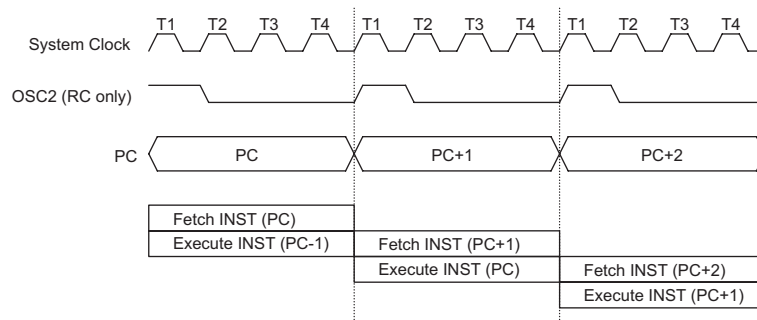 T1 T2 T3 T4 T1 T2 T3 T4 T1 T2 T3 T4
System Clock
OSC2 (RC only)
PC PC PC+1 PC+2
Fetch INST (PC)
Execute INST (PC-1) Fetch INST (PC+1)
Execute INST (PC) Fetch INST (PC+2)
Execute INST (PC+1)